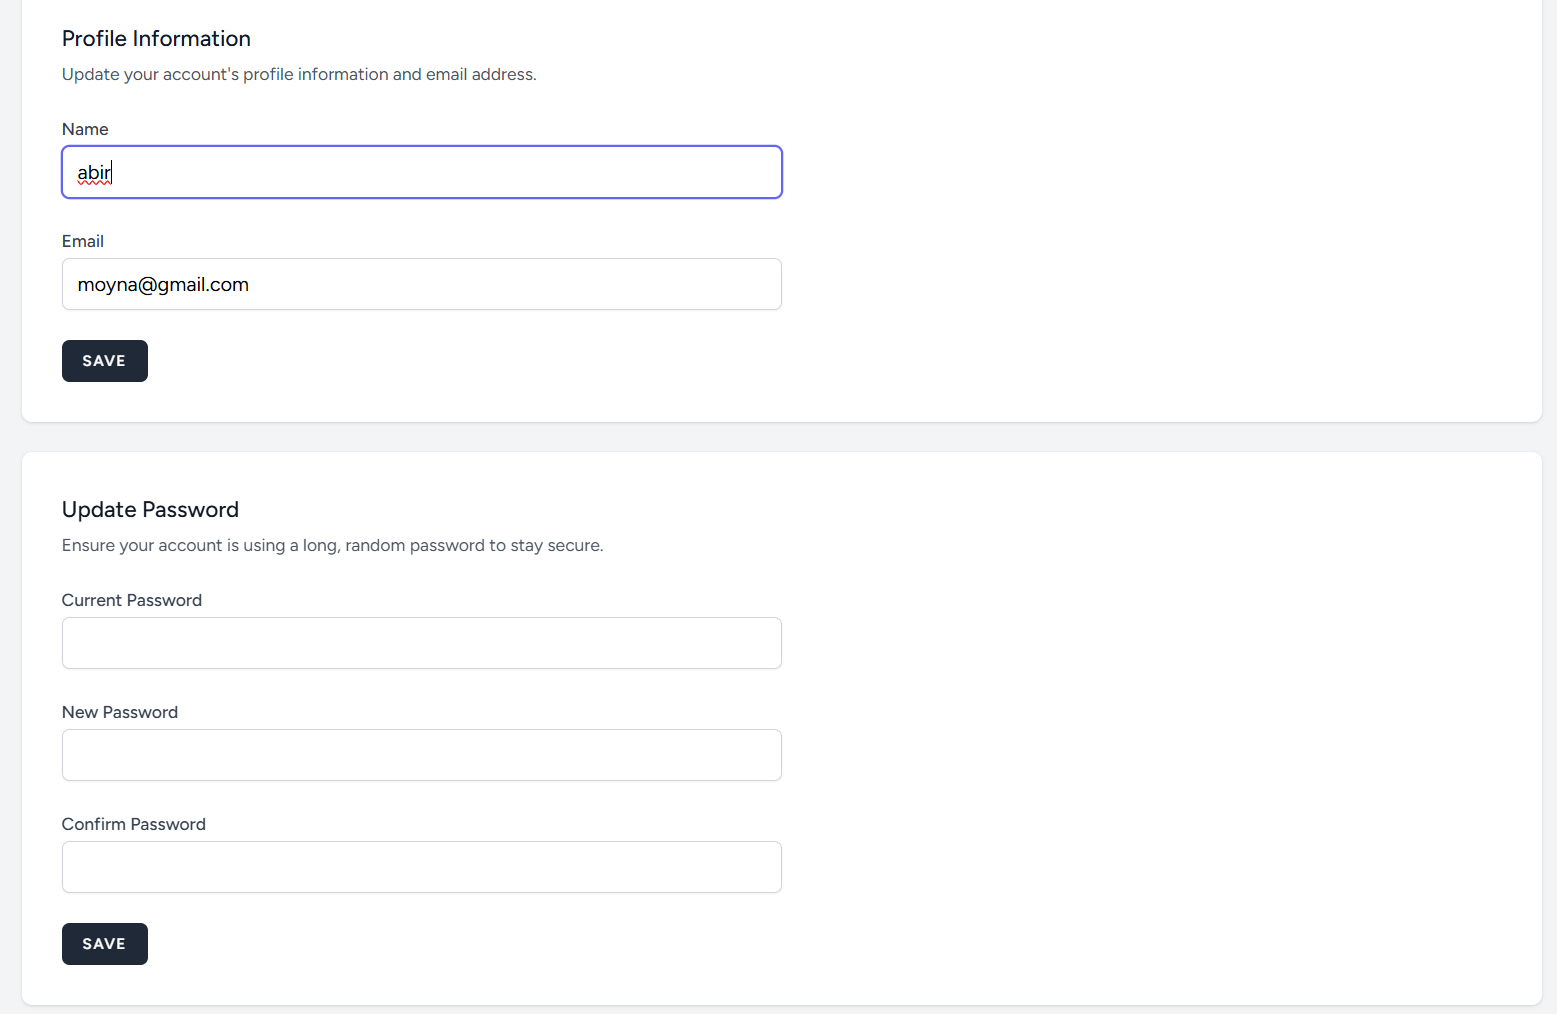 Profile Information
Update your account's profile information and email address.
Name
abir
Email
moyna@gmail.com
SAVE
Update Password
Ensure your account is using a long, random password to stay secure.
Current Password
New Password
Confirm Password
SAVE